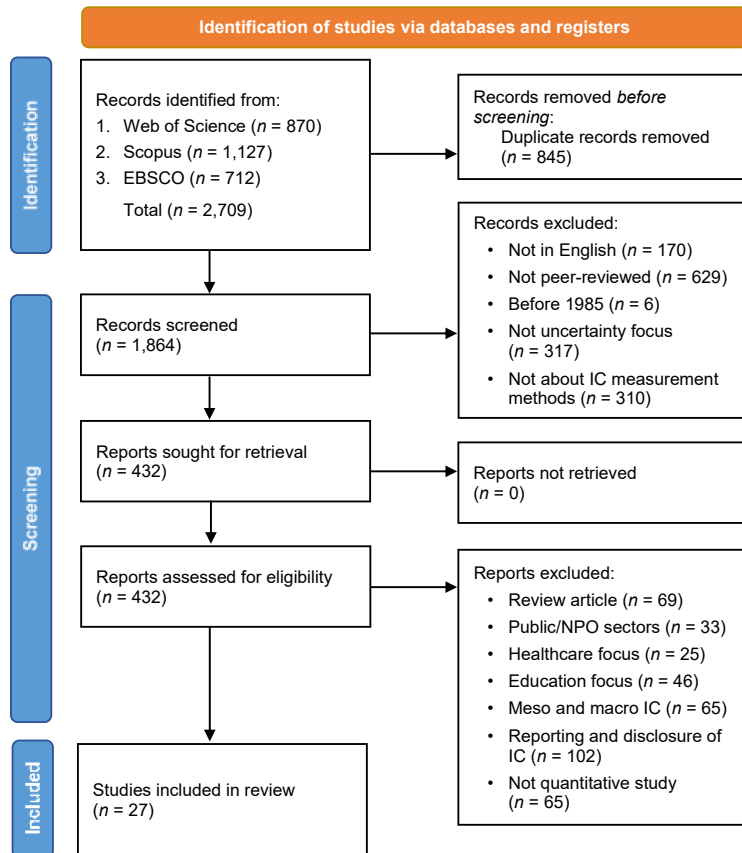 Identification of studies via databases and registers
Identification
Records identified from:
1. Web of Science (n = 870)
2. Scopus (n = 1,127)
3. EBSCO (n = 712)
Total (n = 2,709)
Records removed before
screening:
Duplicate records removed
(n = 845)
Screening
Records screened
(n = 1,864)
Records excluded:
• Not in English (n = 170)
• Not peer-reviewed (n = 629)
• Before 1985 (n = 6)
• Not uncertainty focus
(n = 317)
• Not about IC measurement
methods (n = 310)
Reports sought for retrieval
(n = 432)
Reports not retrieved
(n = 0)
Reports assessed for eligibility
(n = 432)
Reports excluded:
• Review article (n = 69)
• Public/NPO sectors (n = 33)
• Healthcare focus (n = 25)
• Education focus (n = 46)
• Meso and macro IC (n = 65)
• Reporting and disclosure of
IC (n = 102)
• Not quantitative study
(n = 65)
Included
Studies included in review
(n = 27)